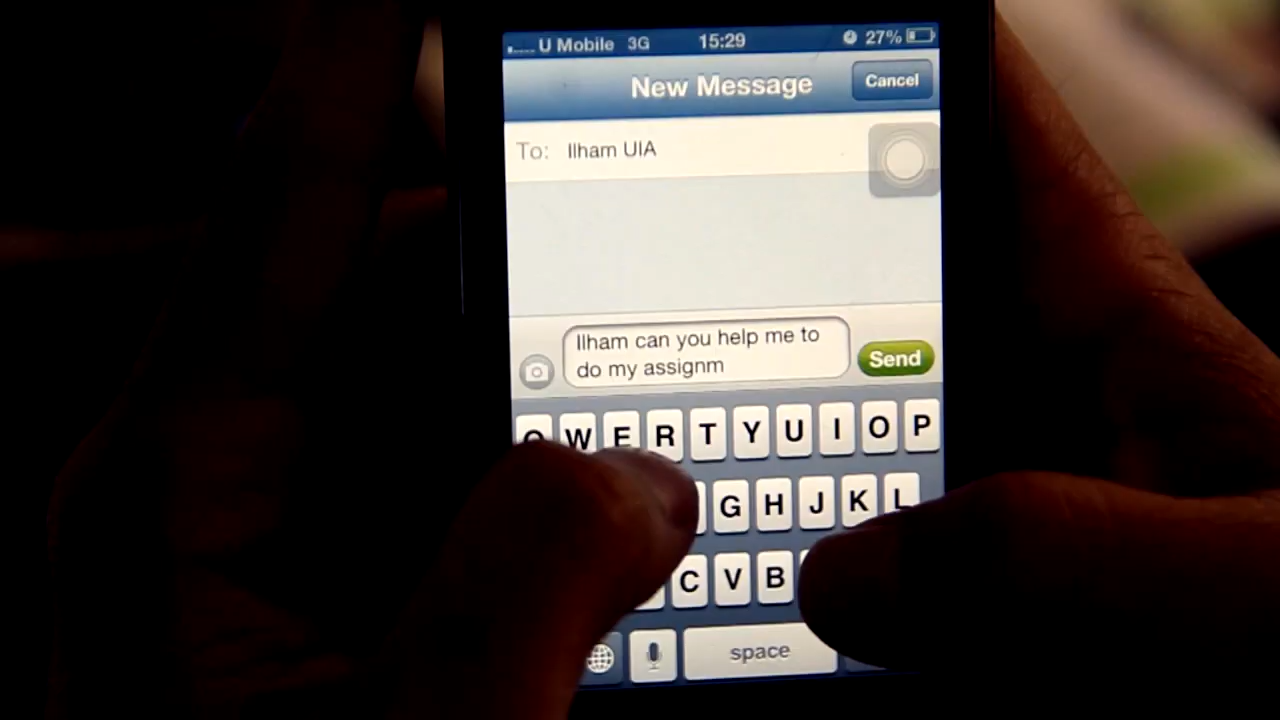 U Mobile 3G 15:29 27%
New Message Cancel
To: Ilham UIA
Ilham can you help me to
do my assignm
Send
W E R T Y U I O P
G H J K L
C V B
space